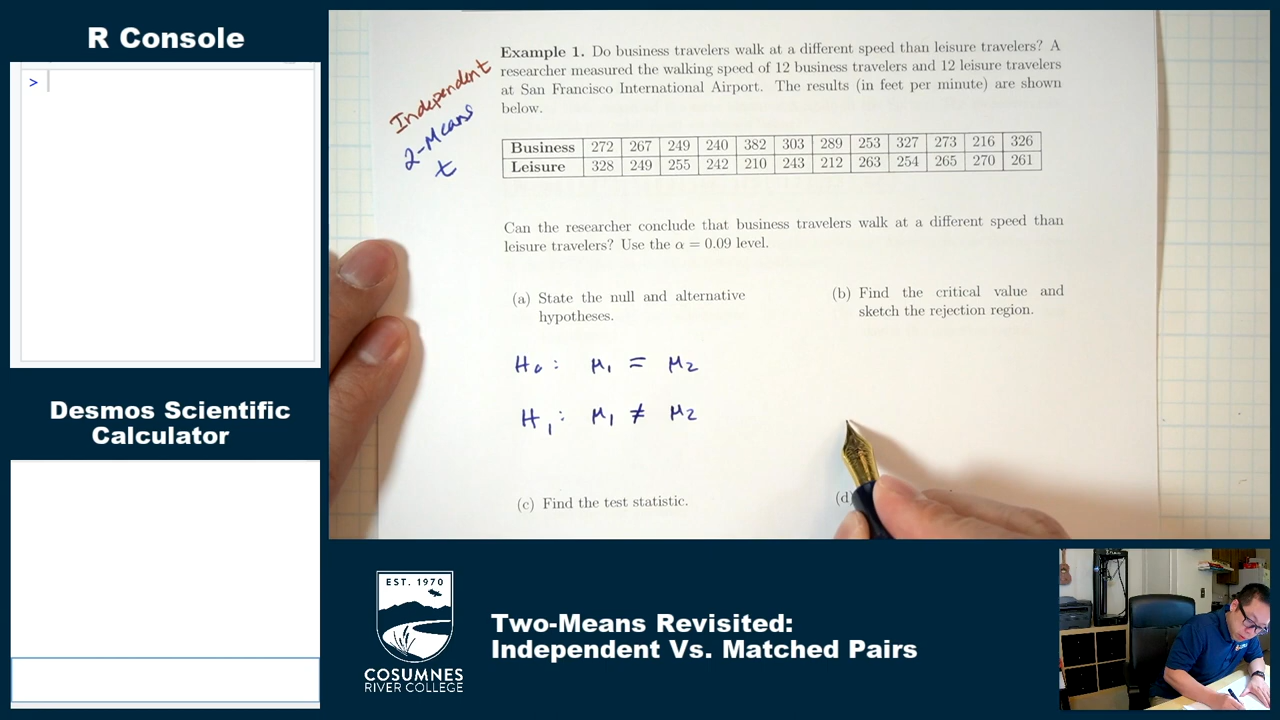 R Console
>
Example 1. Do business travelers walk at a different speed than leisure travelers? A
researcher measured the walking speed of 12 business travelers and 12 leisure travelers
at San Francisco International Airport. The results (in feet per minute) are shown
below.
Independent
2-Means
t
Business 272 267 249 240 382 303 289 253 327 273 216 326
Leisure 328 249 255 242 210 243 212 263 254 265 270 261
Can the researcher conclude that business travelers walk at a different speed than
leisure travelers? Use the α = 0.09 level.
(a) State the null and alternative
hypotheses.
(b) Find the critical value and
sketch the rejection region.
H₀: μ₁ = μ₂
H₁: μ₁ ≠ μ₂
(c) Find the test statistic.
(d)
Desmos Scientific
Calculator
EST. 1970
COSUMNES
RIVER COLLEGE
Two-Means Revisited:
Independent Vs. Matched Pairs